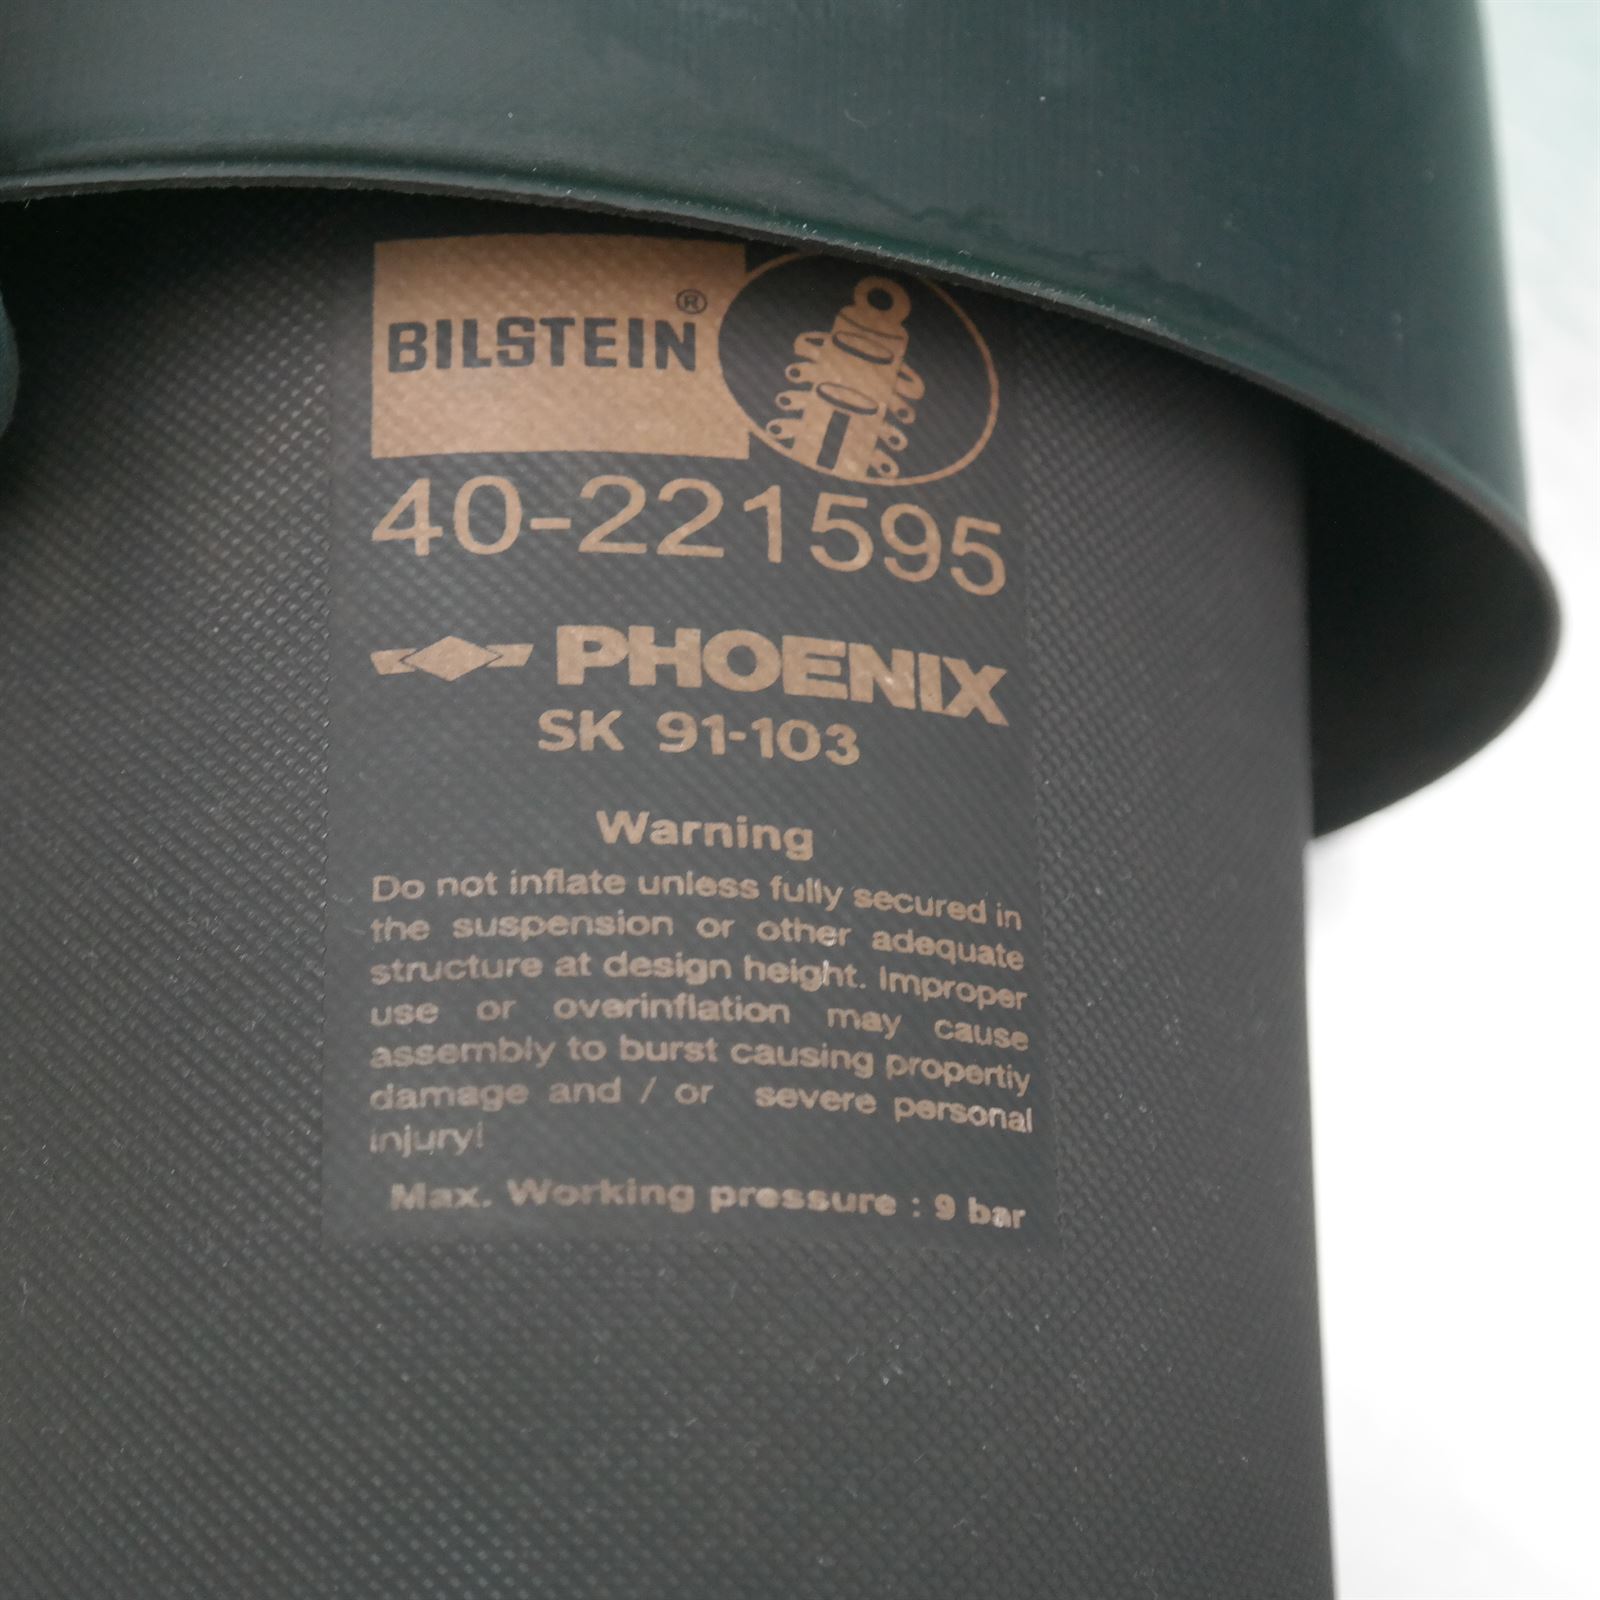 BILSTEIN®
40-221595
PHOENIX
SK 91-103
Warning
Do not inflate unless fully secured in
the suspension or other adequate
structure at design height. Improper
use or overinflation may cause
assembly to burst causing propertiy
damage and / or severe personal
injury!
Max. Working pressure : 9 bar